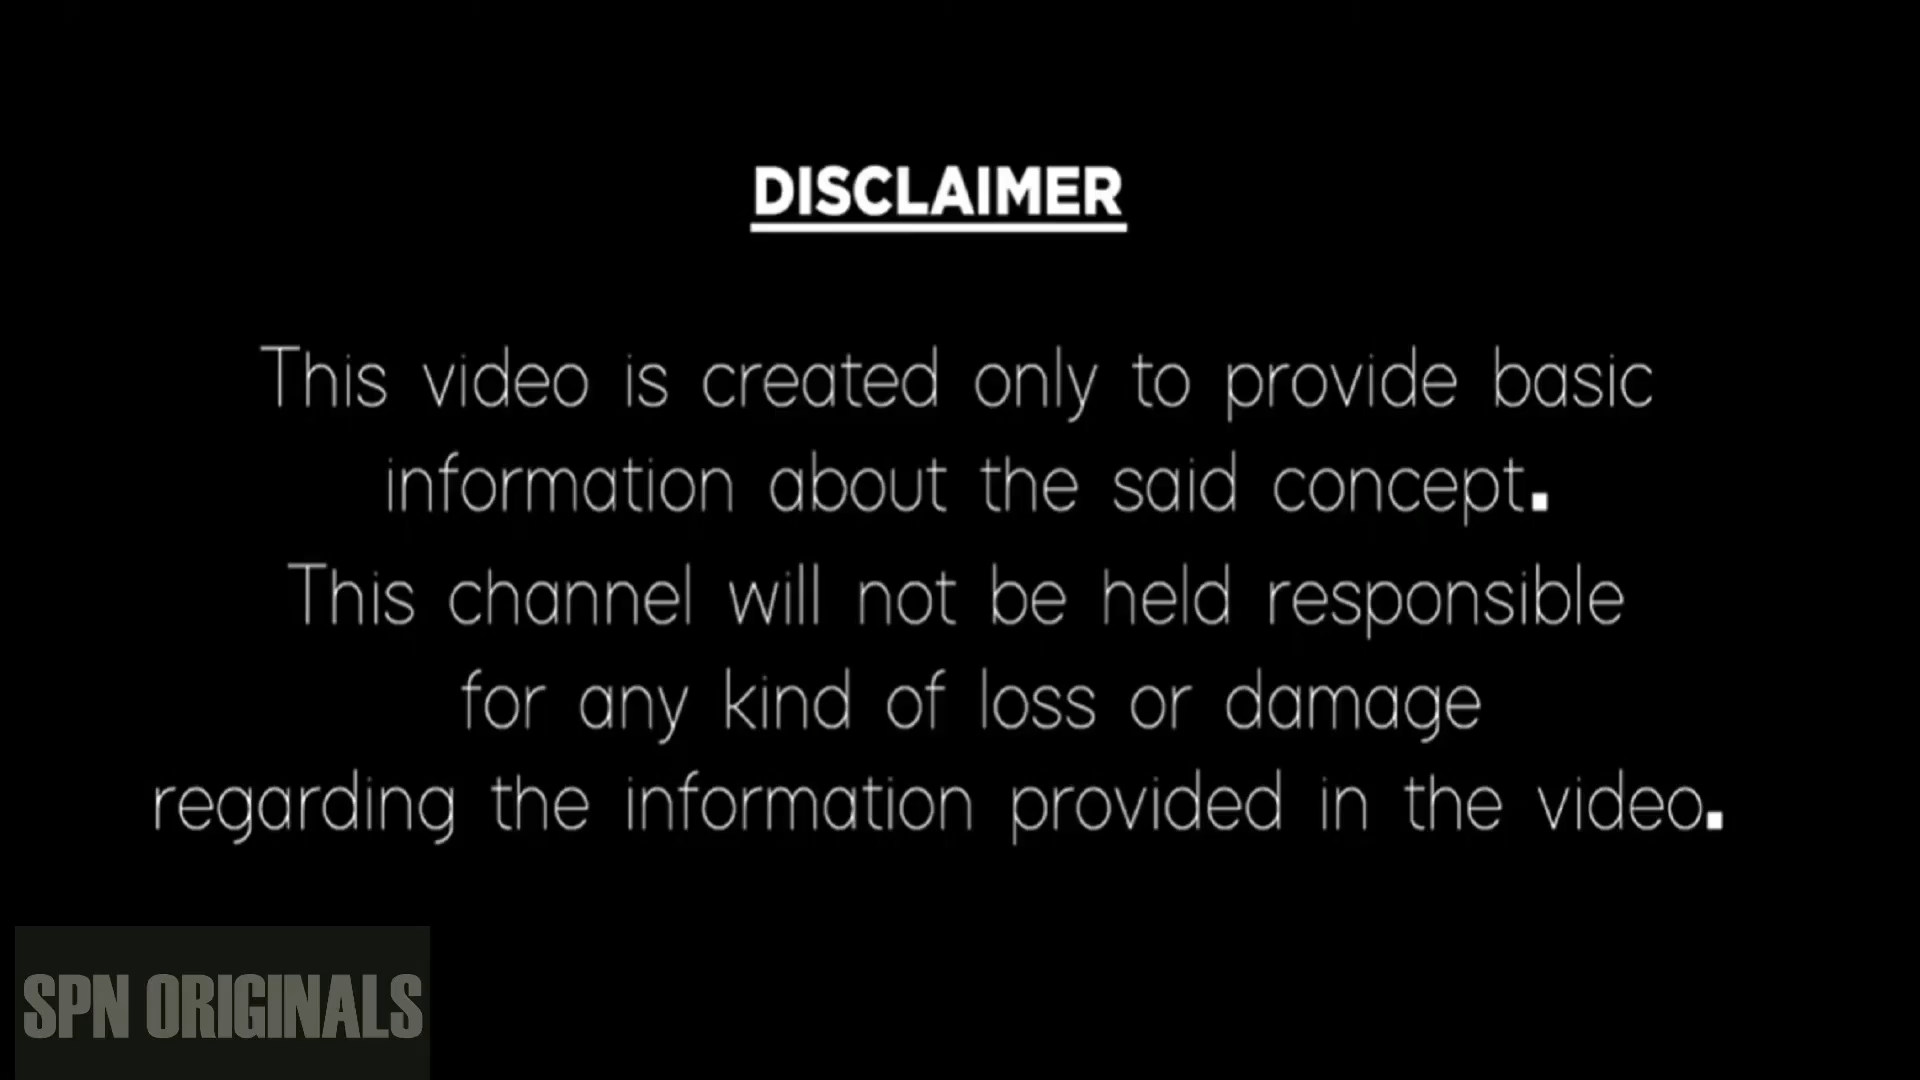 DISCLAIMER
This video is created only to provide basic
information about the said concept.
This channel will not be held responsible
for any kind of loss or damage
regarding the information provided in the video.
SPN ORIGINALS